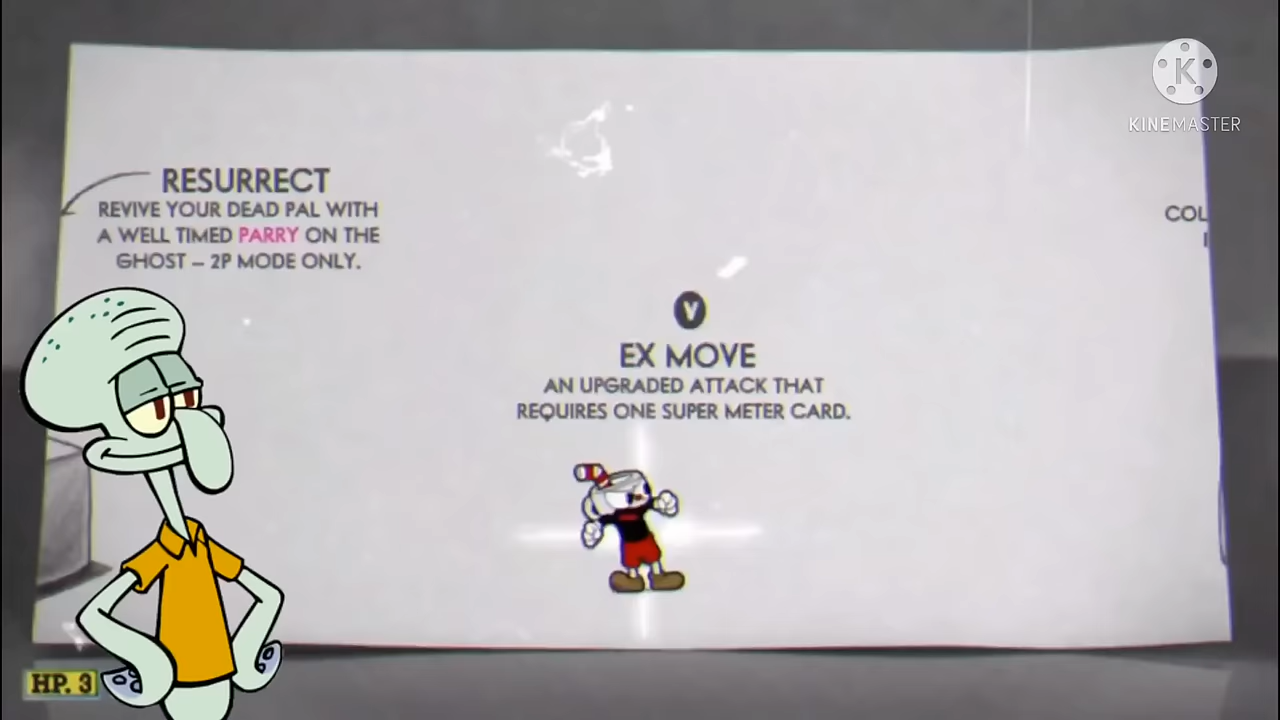 K
KINEMASTER
RESURRECT
REVIVE YOUR DEAD PAL WITH
A WELL TIMED PARRY ON THE
GHOST – 2P MODE ONLY.
COL
V
EX MOVE
AN UPGRADED ATTACK THAT
REQUIRES ONE SUPER METER CARD.
HP. 3